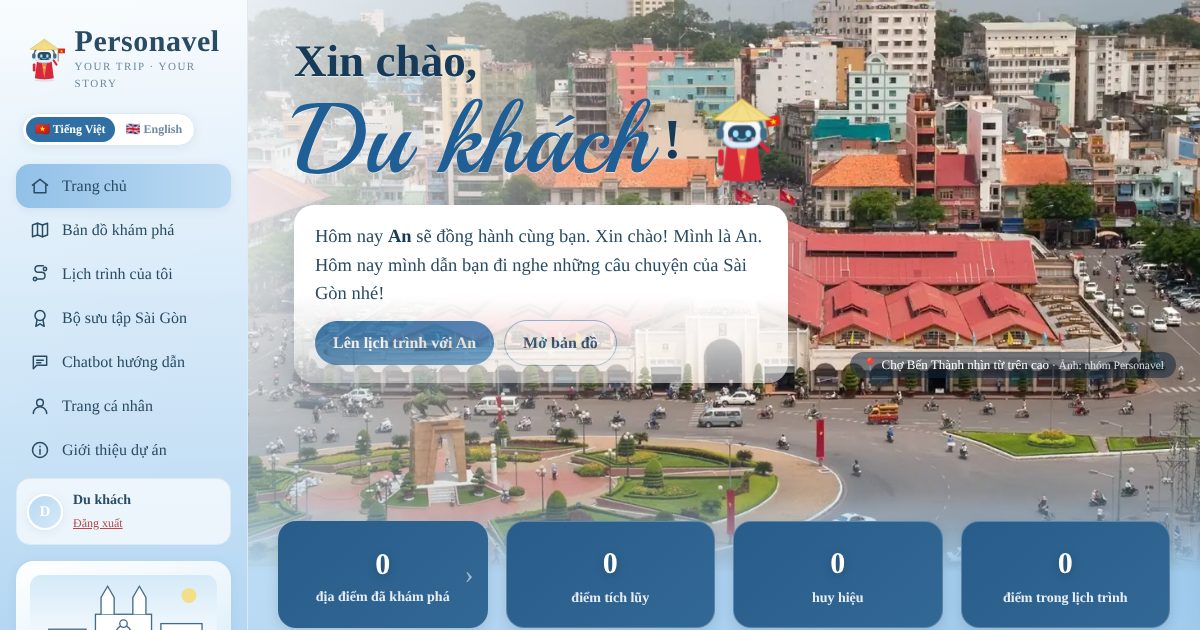 Personavel
YOUR TRIP · YOUR
STORY
Tiếng Việt
English
Trang chủ
Bản đồ khám phá
Lịch trình của tôi
Bộ sưu tập Sài Gòn
Chatbot hướng dẫn
Trang cá nhân
Giới thiệu dự án
D
Du khách
Đăng xuất
Xin chào,
Du khách!
Hôm nay An sẽ đồng hành cùng bạn. Xin chào! Mình là An.
Hôm nay mình dẫn bạn đi nghe những câu chuyện của Sài
Gòn nhé!
Lên lịch trình với An
Mở bản đồ
Chợ Bến Thành nhìn từ trên cao · Ảnh: nhóm Personavel
0
địa điểm đã khám phá
›
0
điểm tích lũy
0
huy hiệu
0
điểm trong lịch trình